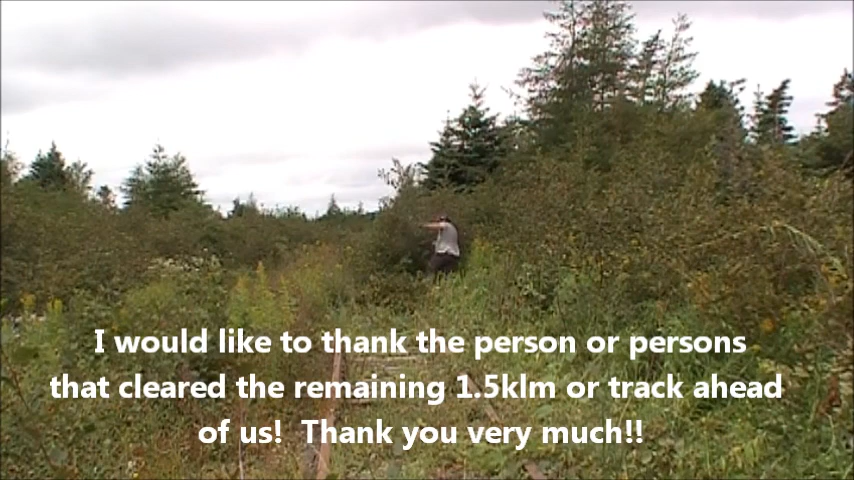 I would like to thank the person or persons
that cleared the remaining 1.5klm or track ahead
of us!  Thank you very much!!